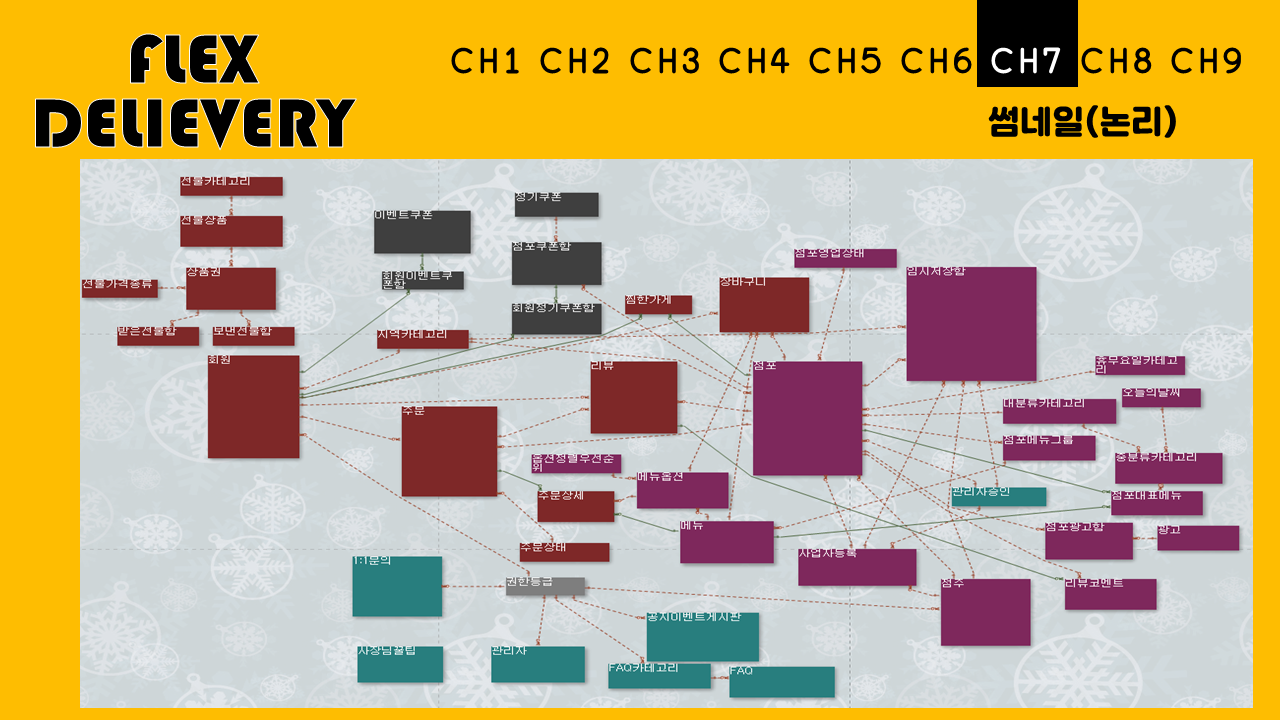 FLEX
DELIEVERY
CH1 CH2 CH3 CH4 CH5 CH6 CH7 CH8 CH9
썸네일(논리)
선물카테고리
선물상품
상품권
선물가격종류
받은선물함
보낸선물함
회원
이벤트쿠폰
회원이벤트쿠
폰함
정기쿠폰
점포쿠폰함
회원정기쿠폰함
지역카테고리
찜한가게
장바구니
점포영업상태
임시저장함
리뷰
점포
주문
옵션정렬우선순
위
주문상세
주문상태
메뉴옵션
메뉴
휴무요일카테고
리
오늘의날씨
대분류카테고리
점포메뉴그룹
중분류카테고리
관리자승인
점포대표메뉴
점포광고함
광고
사업자등록
점주
리뷰코멘트
1:1문의
권한등급
공지이벤트게시판
사장님꿀팁
관리자
FAQ카테고리
FAQ